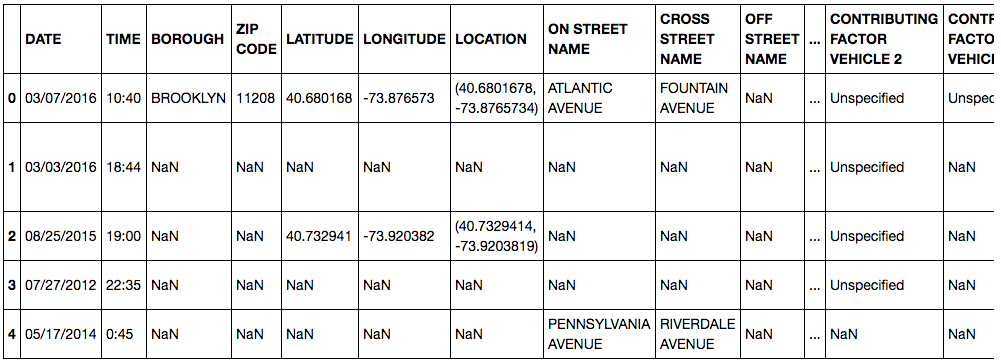 DATE TIME BOROUGH ZIP CODE LATITUDE LONGITUDE LOCATION ON STREET NAME CROSS STREET NAME OFF STREET NAME ... CONTRIBUTING FACTOR VEHICLE 2 CONTR FACTO VEHIC
0 03/07/2016 10:40 BROOKLYN 11208 40.680168 -73.876573 (40.6801678, -73.8765734) ATLANTIC AVENUE FOUNTAIN AVENUE NaN ... Unspecified Unspec
1 03/03/2016 18:44 NaN NaN NaN NaN NaN NaN NaN NaN ... Unspecified NaN
2 08/25/2015 19:00 NaN NaN 40.732941 -73.920382 (40.7329414, -73.9203819) NaN NaN NaN ... Unspecified NaN
3 07/27/2012 22:35 NaN NaN NaN NaN NaN NaN NaN NaN ... Unspecified NaN
4 05/17/2014 0:45 NaN NaN NaN NaN NaN PENNSYLVANIA AVENUE RIVERDALE AVENUE NaN ... NaN NaN